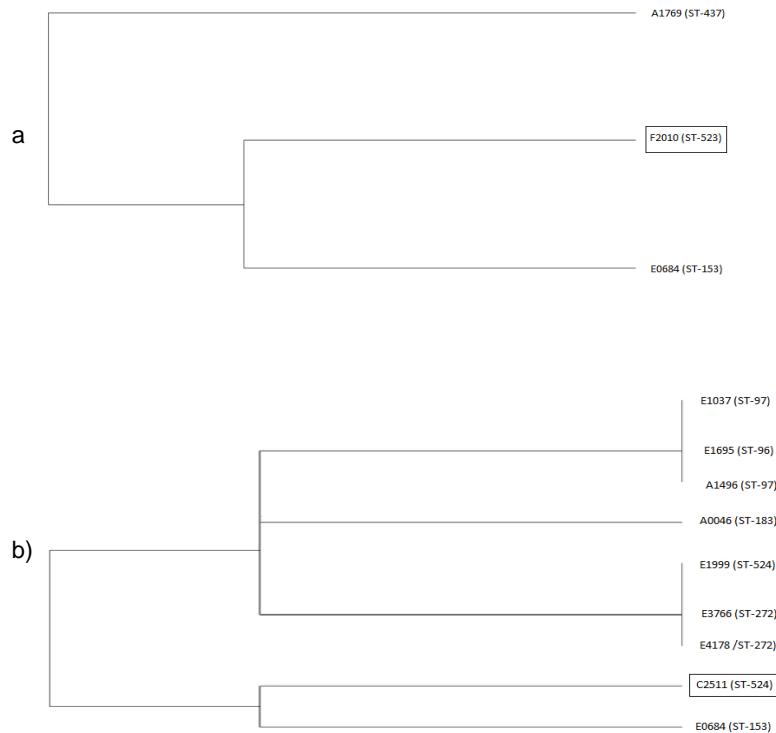 a
A1769 (ST-437)
F2010 (ST-523)
E0684 (ST-153)
b)
E1037 (ST-97)
E1695 (ST-96)
A1496 (ST-97)
A0046 (ST-183)
E1999 (ST-524)
E3766 (ST-272)
E4178 /ST-272)
C2511 (ST-524)
E0684 (ST-153)